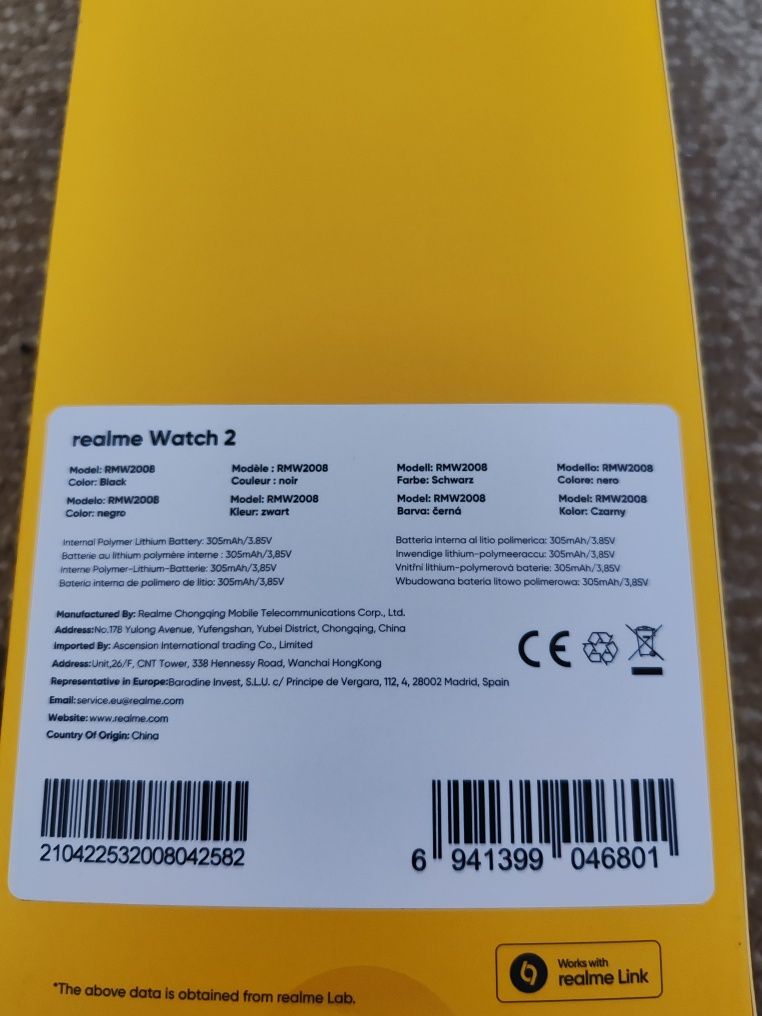 realme Watch 2
Model: RMW2008
Color: Black
Modèle : RMW2008
Couleur : noir
Modell: RMW2008
Farbe: Schwarz
Modello: RMW2008
Colore: nero
Modelo: RMW2008
Color: negro
Model: RMW2008
Kleur: zwart
Model: RMW2008
Barva: černá
Model: RMW2008
Kolor: Czarny
Internal Polymer Lithium Battery: 305mAh/3.85V
Batterie au lithium polymère interne : 305mAh/3,85V
Interne Polymer-Lithium-Batterie: 305mAh/3,85V
Batería interna de polímero de litio: 305mAh/3,85V
Batteria interna al litio polimerica: 305mAh/3.85V
Inwendige lithium-polymeeraccu: 305mAh/3,85V
Vnitřní lithium-polymerová baterie: 305mAh/3,85V
Wbudowana bateria litowo polimerowa: 305mAh/3,85V
Manufactured By: Realme Chongqing Mobile Telecommunications Corp., Ltd.
Address:No.178 Yulong Avenue, Yufengshan, Yubei District, Chongqing, China
Imported By: Ascension International trading Co., Limited
Address:Unit,26/F, CNT Tower, 338 Hennessy Road, Wanchai HongKong
Representative in Europe:Baradine Invest, S.L.U. c/ Principe de Vergara, 112, 4, 28002 Madrid, Spain
Email:service.eu@realme.com
Website:www.realme.com
Country Of Origin: China
CE
210422532008042582
6 941399 046801
Works with
realme Link
*The above data is obtained from realme Lab.